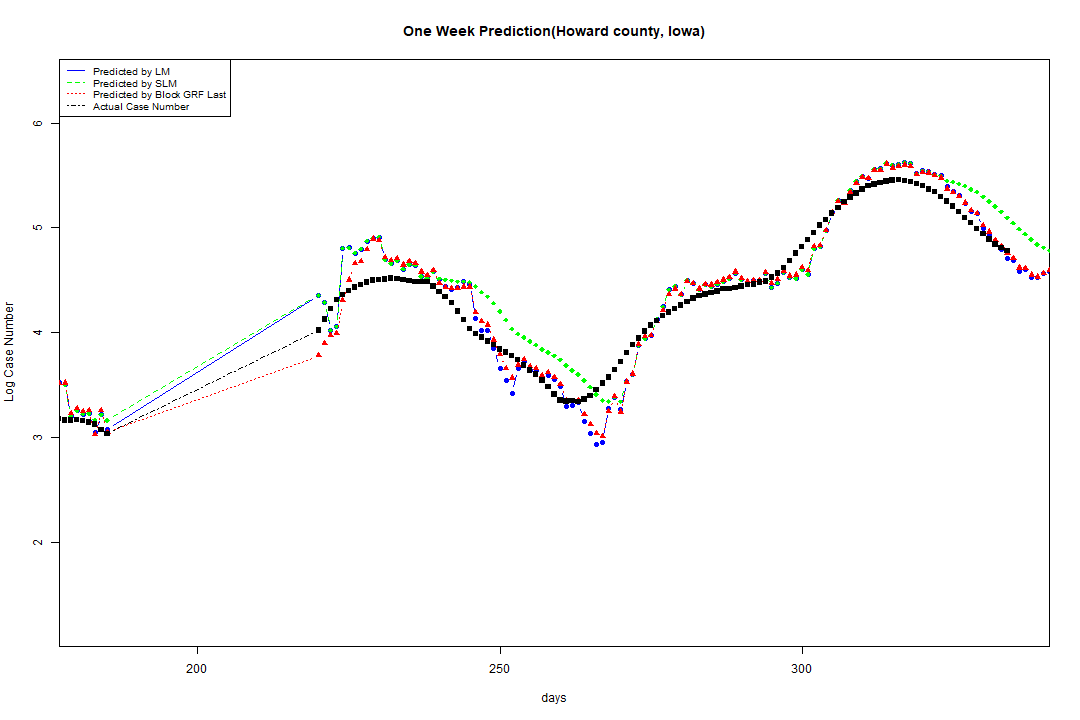 One Week Prediction(Howard county, Iowa)
Predicted by LM
Predicted by SLM
Predicted by Block GRF Last
Actual Case Number
6
5
4
3
2
Log Case Number
200
250
300
days